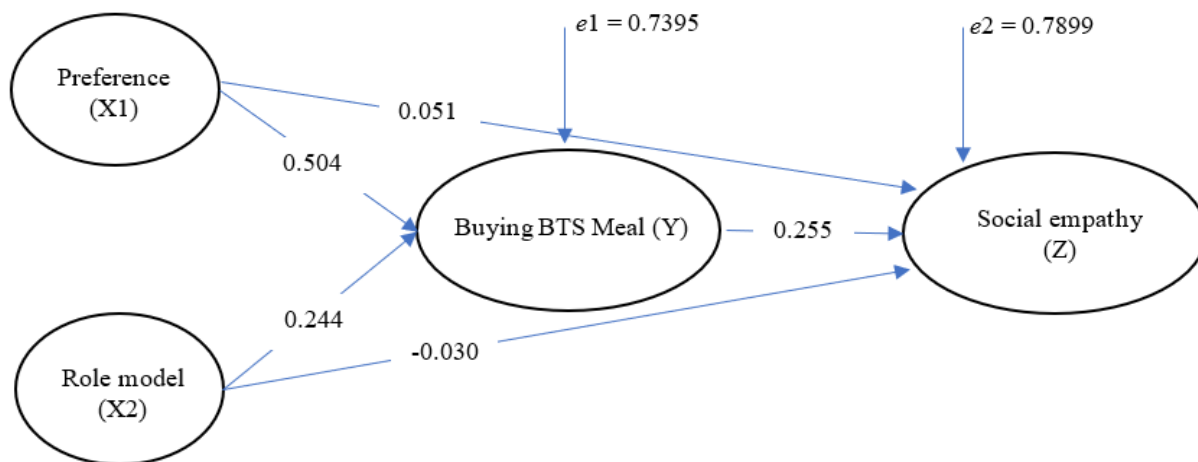 e1 = 0.7395
e2 = 0.7899
Preference
(X1)
0.051
0.504
Buying BTS Meal (Y)
0.255
Social empathy
(Z)
0.244
-0.030
Role model
(X2)